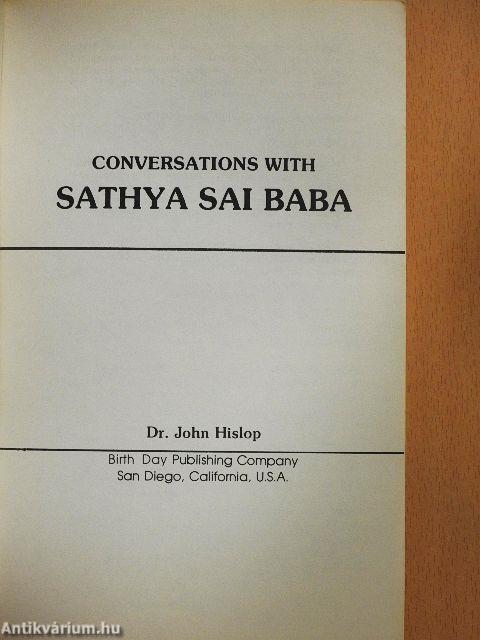 CONVERSATIONS WITH
SATHYA SAI BABA
Dr. John Hislop
Birth Day Publishing Company
San Diego, California, U.S.A.
Antikvárium.hu